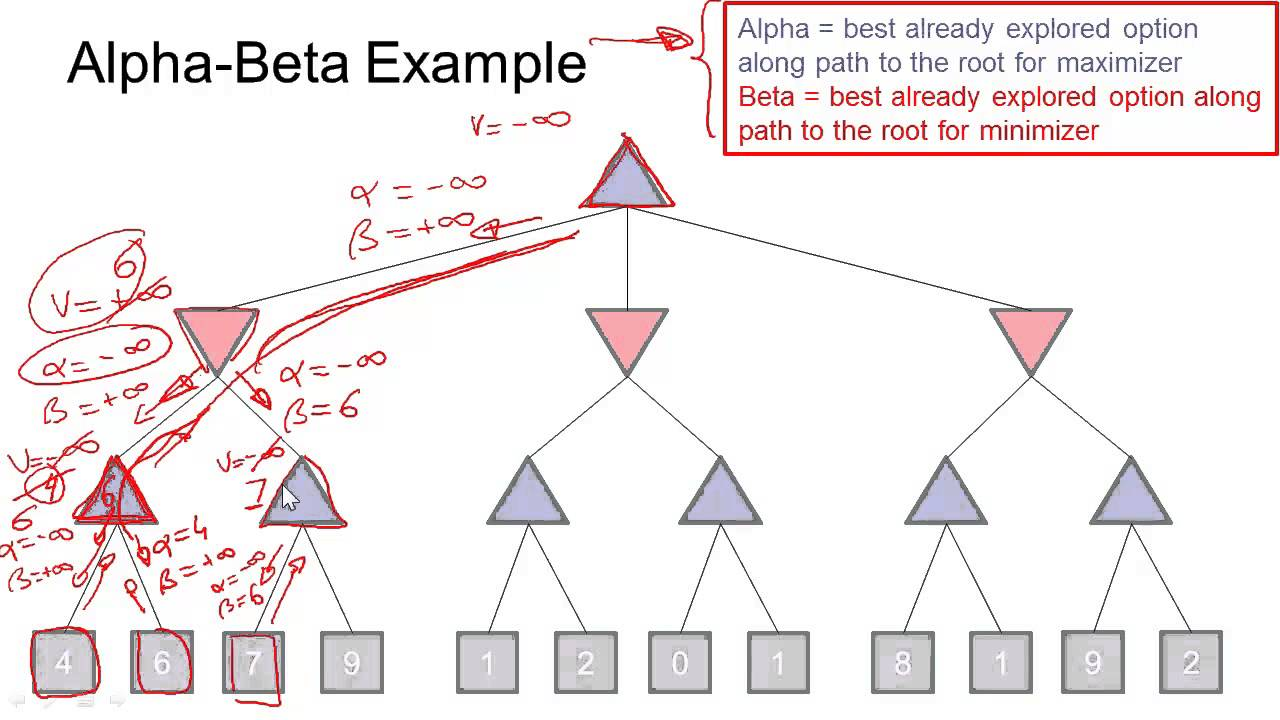 Alpha-Beta Example
Alpha = best already explored option
along path to the root for maximizer
Beta = best already explored option along
path to the root for minimizer
V = -∞
α = -∞
β = +∞
6
V = +∞
α = -∞
β = +∞
α = -∞
β = 6
V = -∞
4
6
6
V = -∞
7
α = -∞
β = +∞
α = 4
β = +∞
α = -∞
β = 6
4 6 7 9 1 2 0 1 8 1 9 2